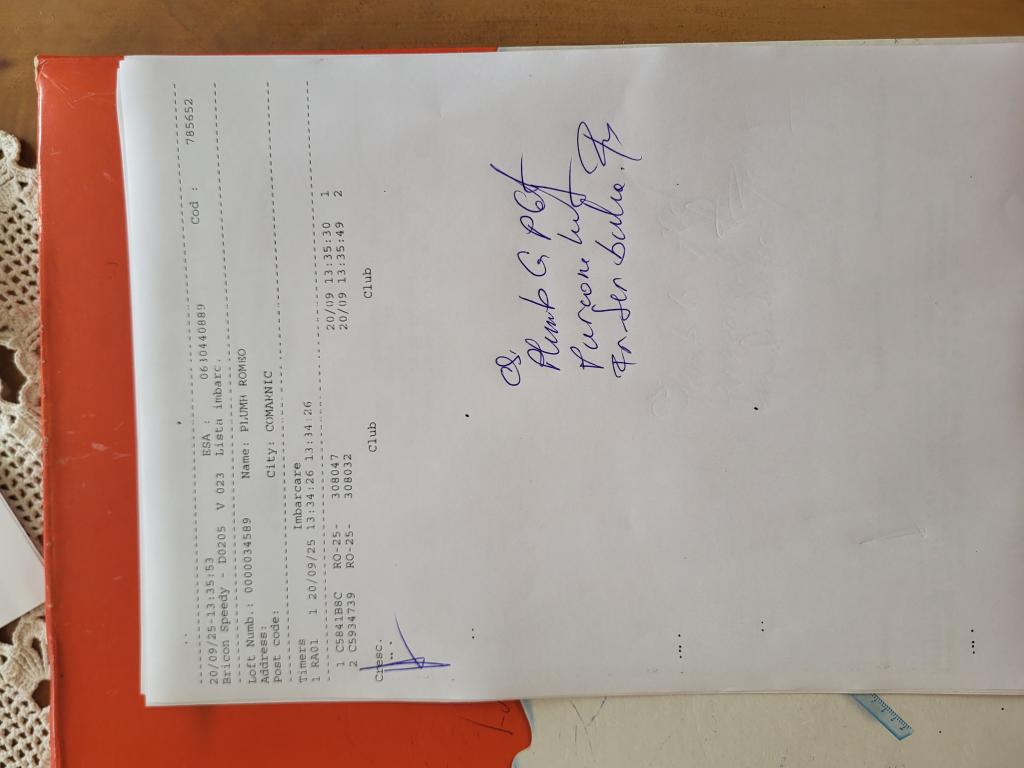 --------------------------------------------------------------------------------
20/09/25-13:35:53 ESA : 0630440889 Cod : 785652
Bricon Speedy - D0205 V 023 Lista imbarc.
--------------------------------------------------------------------------------
Loft Numb.: 0000034589 Name: PLUMB ROMEO
Address:
Post code: City: COMARNIC
--------------------------------------------------------------------------------
Timers Imbarcare
1 RA01 1 20/09/25 13:34:26 13:34:26
--------------------------------------------------------------------------------
1 C5841B8C RO-25- 308047 20/09 13:35:30 1
2 C5934739 RO-25- 308032 20/09 13:35:49 2
Cresc. Club Club